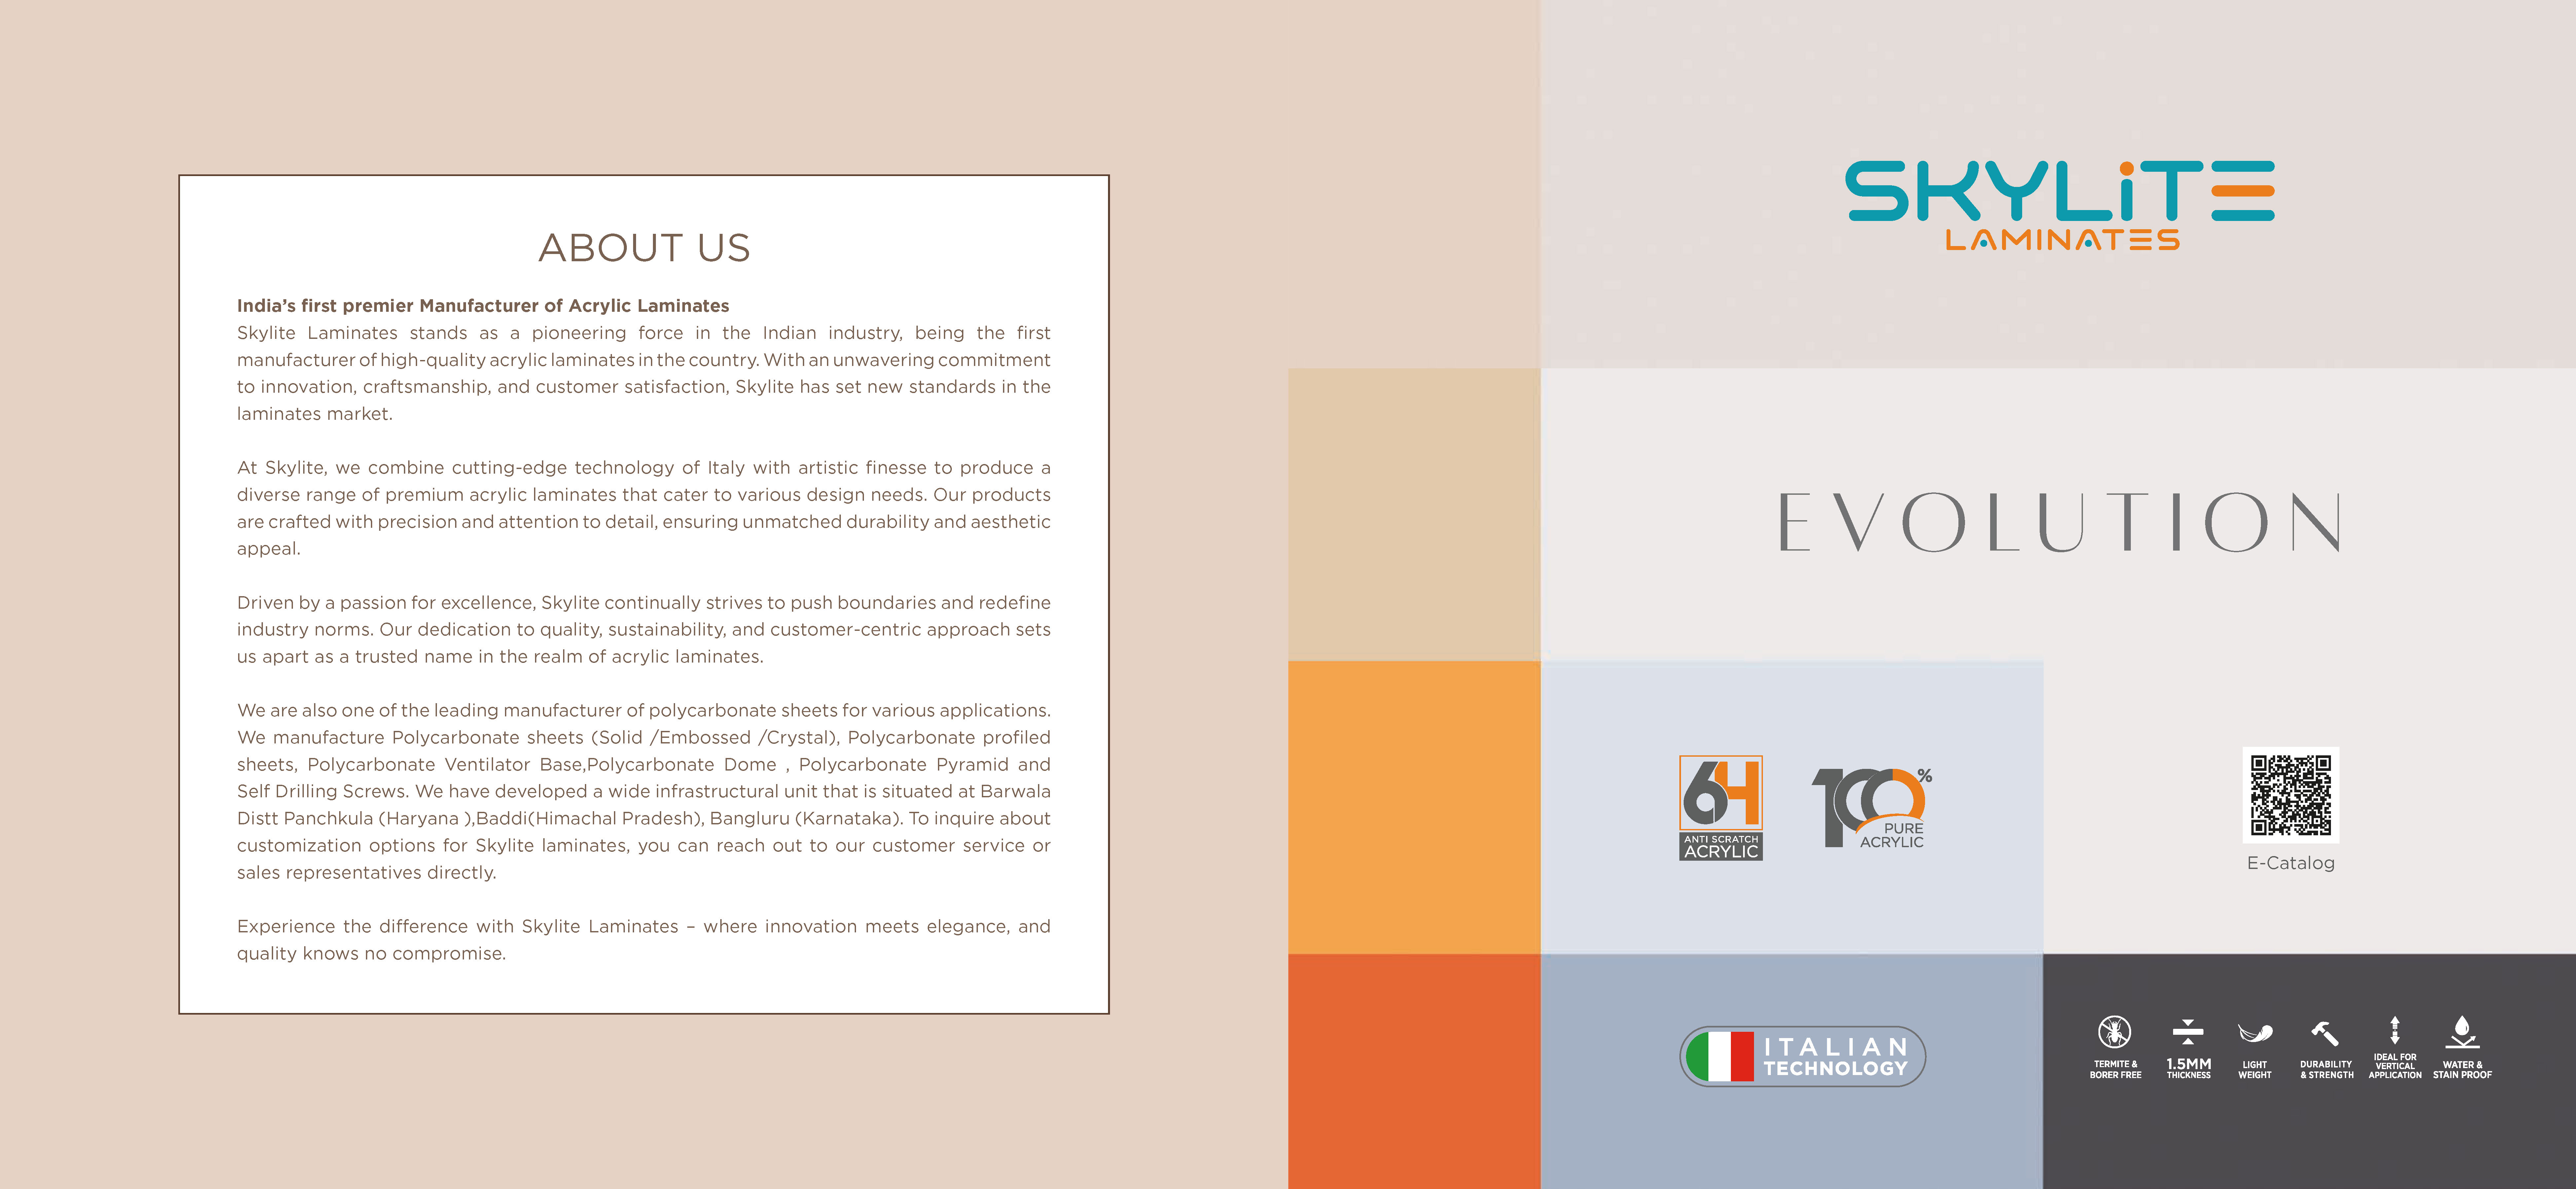 ABOUT US
India's first premier Manufacturer of Acrylic Laminates
Skylite Laminates stands as a pioneering force in the Indian industry, being the first
manufacturer of high-quality acrylic laminates in the country. With an unwavering commitment
to innovation, craftsmanship, and customer satisfaction, Skylite has set new standards in the
laminates market.
At Skylite, we combine cutting-edge technology of Italy with artistic finesse to produce a
diverse range of premium acrylic laminates that cater to various design needs. Our products
are crafted with precision and attention to detail, ensuring unmatched durability and aesthetic
appeal.
Driven by a passion for excellence, Skylite continually strives to push boundaries and redefine
industry norms. Our dedication to quality, sustainability, and customer-centric approach sets
us apart as a trusted name in the realm of acrylic laminates.
We are also one of the leading manufacturer of polycarbonate sheets for various applications.
We manufacture Polycarbonate sheets (Solid /Embossed /Crystal), Polycarbonate profiled
sheets, Polycarbonate Ventilator Base,Polycarbonate Dome , Polycarbonate Pyramid and
Self Drilling Screws. We have developed a wide infrastructural unit that is situated at Barwala
Distt Panchkula (Haryana ),Baddi(Himachal Pradesh), Bangluru (Karnataka). To inquire about
customization options for Skylite laminates, you can reach out to our customer service or
sales representatives directly.
Experience the difference with Skylite Laminates – where innovation meets elegance, and
quality knows no compromise.
SKYLiTE
LAMINATES
EVOLUTION
64
ANTI SCRATCH
ACRYLIC
100%
PURE
ACRYLIC
E-Catalog
ITALIAN
TECHNOLOGY
TERMITE &
BORER FREE
1.5MM
THICKNESS
LIGHT
WEIGHT
DURABILITY
& STRENGTH
IDEAL FOR
VERTICAL
APPLICATION
WATER &
STAIN PROOF